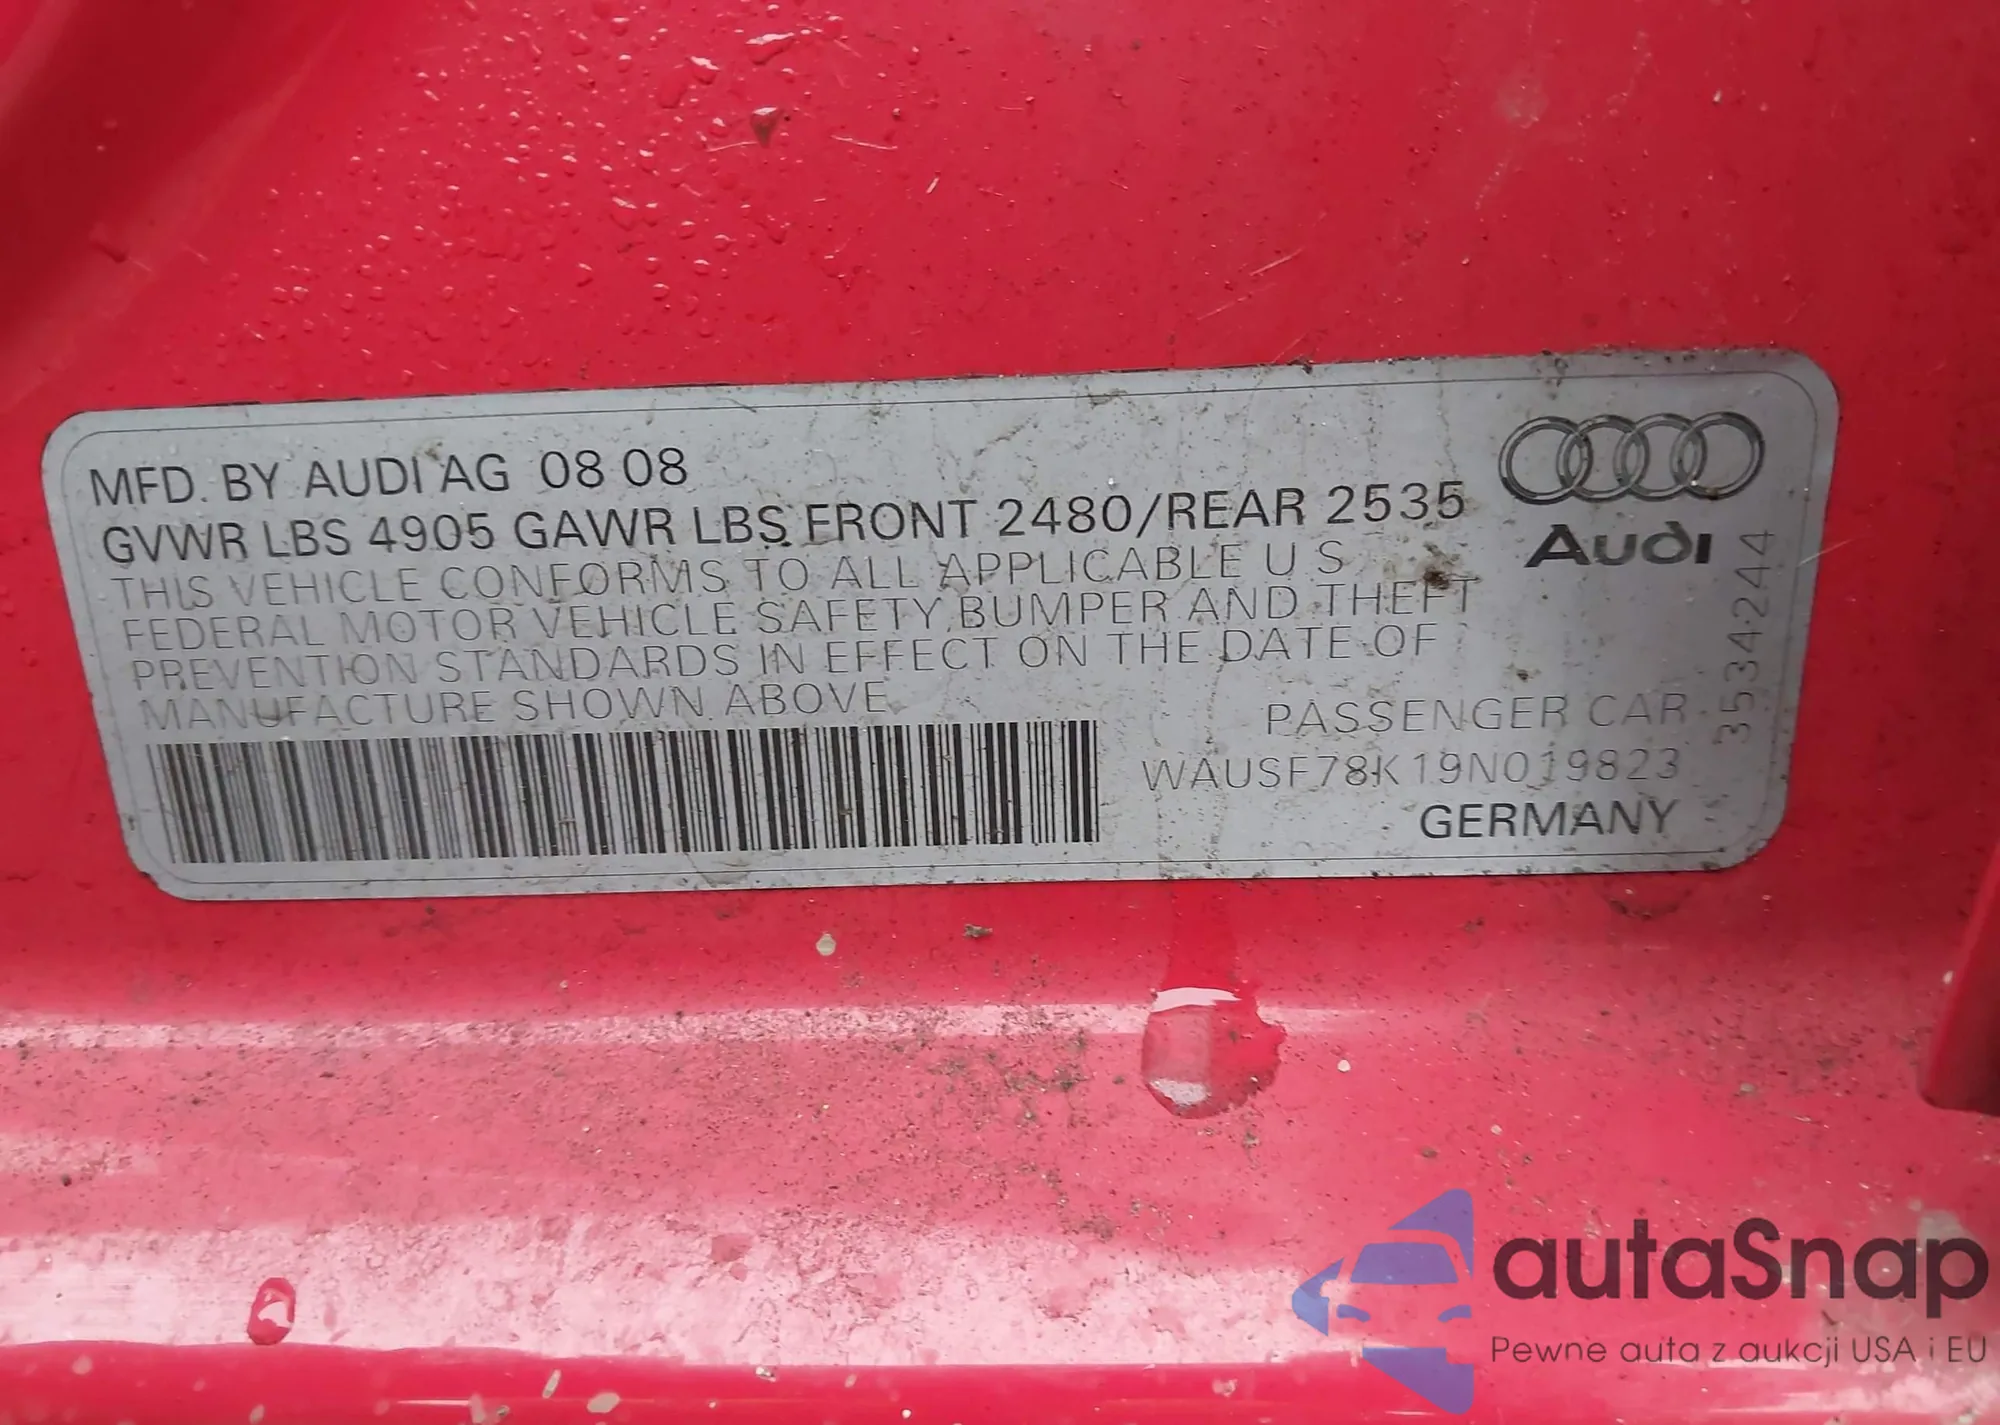 MFD. BY AUDI AG 08 08
GVWR LBS 4905 GAWR LBS FRONT 2480/REAR 2535
THIS VEHICLE CONFORMS TO ALL APPLICABLE U S
FEDERAL MOTOR VEHICLE SAFETY, BUMPER AND THEFT
PREVENTION STANDARDS IN EFFECT ON THE DATE OF
MANUFACTURE SHOWN ABOVE.
PASSENGER CAR
WAUSF78K19N019823
GERMANY
Audi
3534244
autaSnap
Pewne auta z aukcji USA i EU